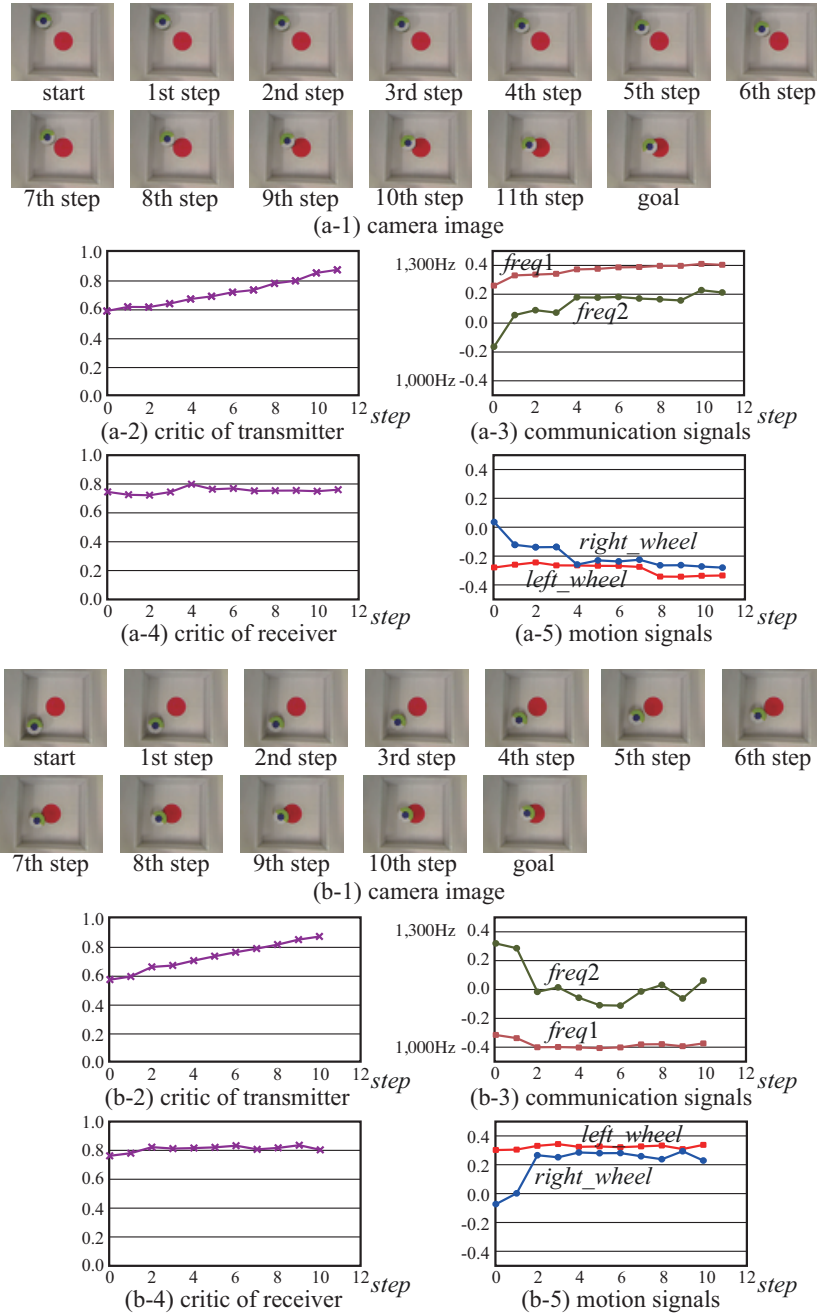 start 1st step 2nd step 3rd step 4th step 5th step 6th step
7th step 8th step 9th step 10th step 11th step goal
(a-1) camera image
1.0
0.8
0.6
0.4
0.2
0.0
0 2 4 6 8 10 12
step
(a-2) critic of transmitter
1,300Hz
1,000Hz
0.4
0.2
0.0
-0.2
-0.4
freq1
freq2
0 2 4 6 8 10 12
step
(a-3) communication signals
1.0
0.8
0.6
0.4
0.2
0.0
0 2 4 6 8 10 12
step
(a-4) critic of receiver
0.4
0.2
0.0
-0.2
-0.4
right_wheel
left_wheel
0 2 4 6 8 10 12
step
(a-5) motion signals
start 1st step 2nd step 3rd step 4th step 5th step 6th step
7th step 8th step 9th step 10th step goal
(b-1) camera image
1.0
0.8
0.6
0.4
0.2
0.0
0 2 4 6 8 10 12
step
(b-2) critic of transmitter
1,300Hz
1,000Hz
0.4
0.2
0.0
-0.2
-0.4
freq2
freq1
0 2 4 6 8 10 12
step
(b-3) communication signals
1.0
0.8
0.6
0.4
0.2
0.0
0 2 4 6 8 10 12
step
(b-4) critic of receiver
0.4
0.2
0.0
-0.2
-0.4
left_wheel
right_wheel
0 2 4 6 8 10 12
step
(b-5) motion signals